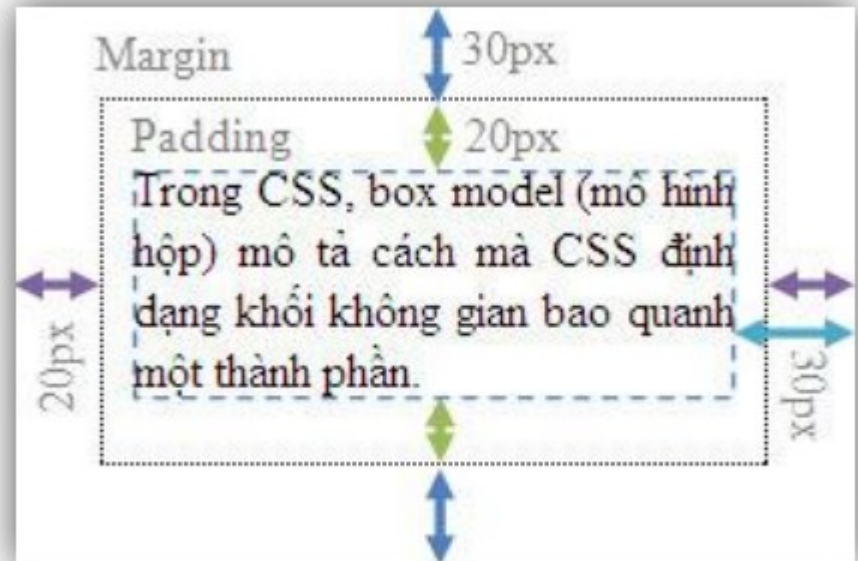 Margin
30px
Padding
20px
Trong CSS, box model (mô hình
hộp) mô tả cách mà CSS định
dạng khối không gian bao quanh
một thành phần.
20px
30px